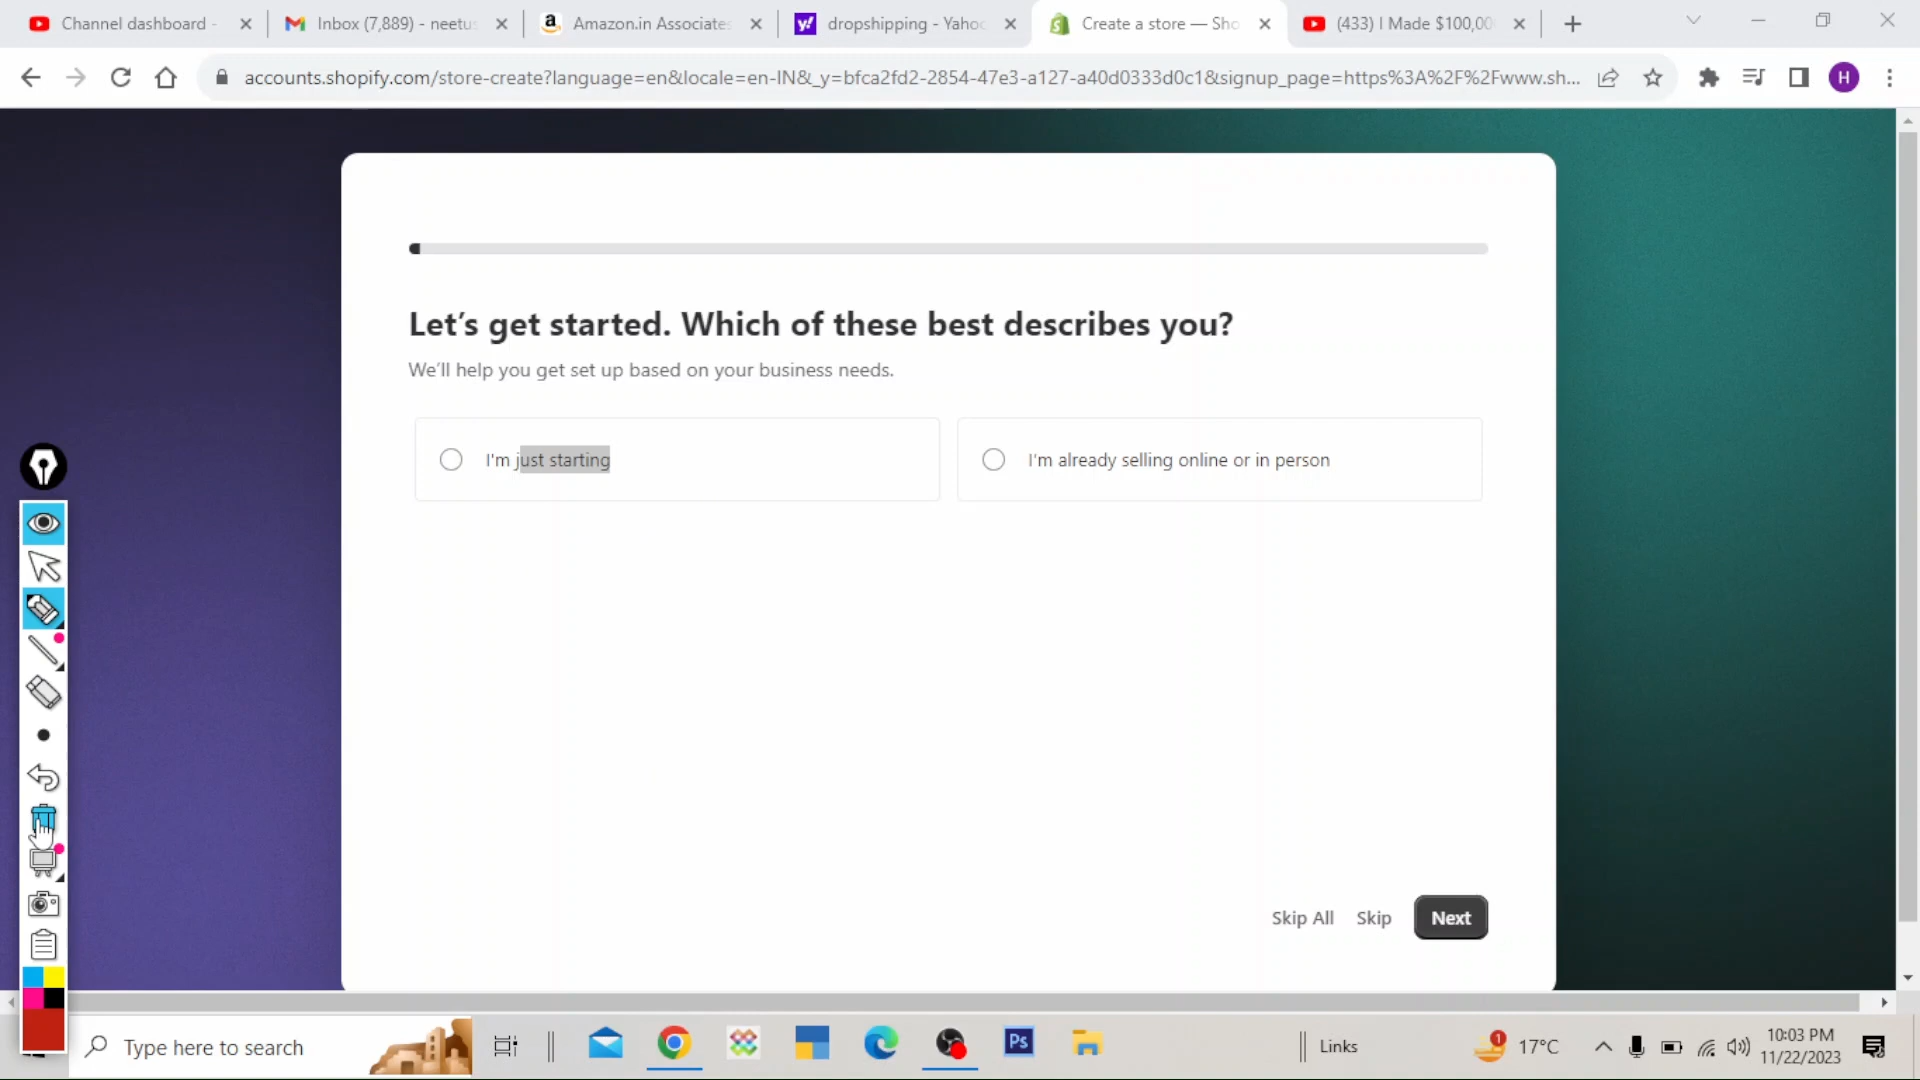 Channel dashboard -
Inbox (7,889) - neetus
Amazon.in Associates
dropshipping - Yahoo
Create a store — Sho
(433) I Made $100,00
accounts.shopify.com/store-create?language=en&locale=en-IN&_y=bfca2fd2-2854-47e3-a127-a40d0333d0c1&signup_page=https%3A%2F%2Fwww.sh...
H
Let's get started. Which of these best describes you?
We'll help you get set up based on your business needs.
I'm just starting
I'm already selling online or in person
Skip All
Skip
Next
Type here to search
Ps
Links
1
17°C
10:03 PM
11/22/2023